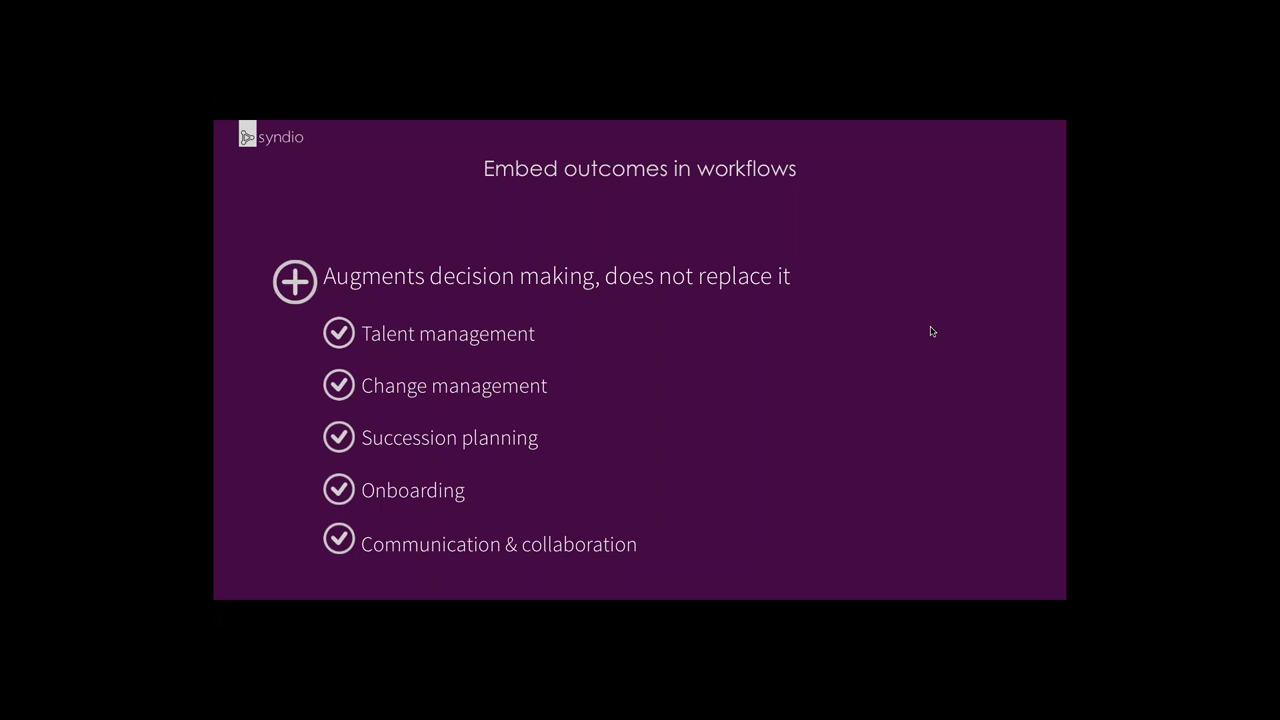 syndio
Embed outcomes in workflows
Augments decision making, does not replace it
Talent management
Change management
Succession planning
Onboarding
Communication & collaboration